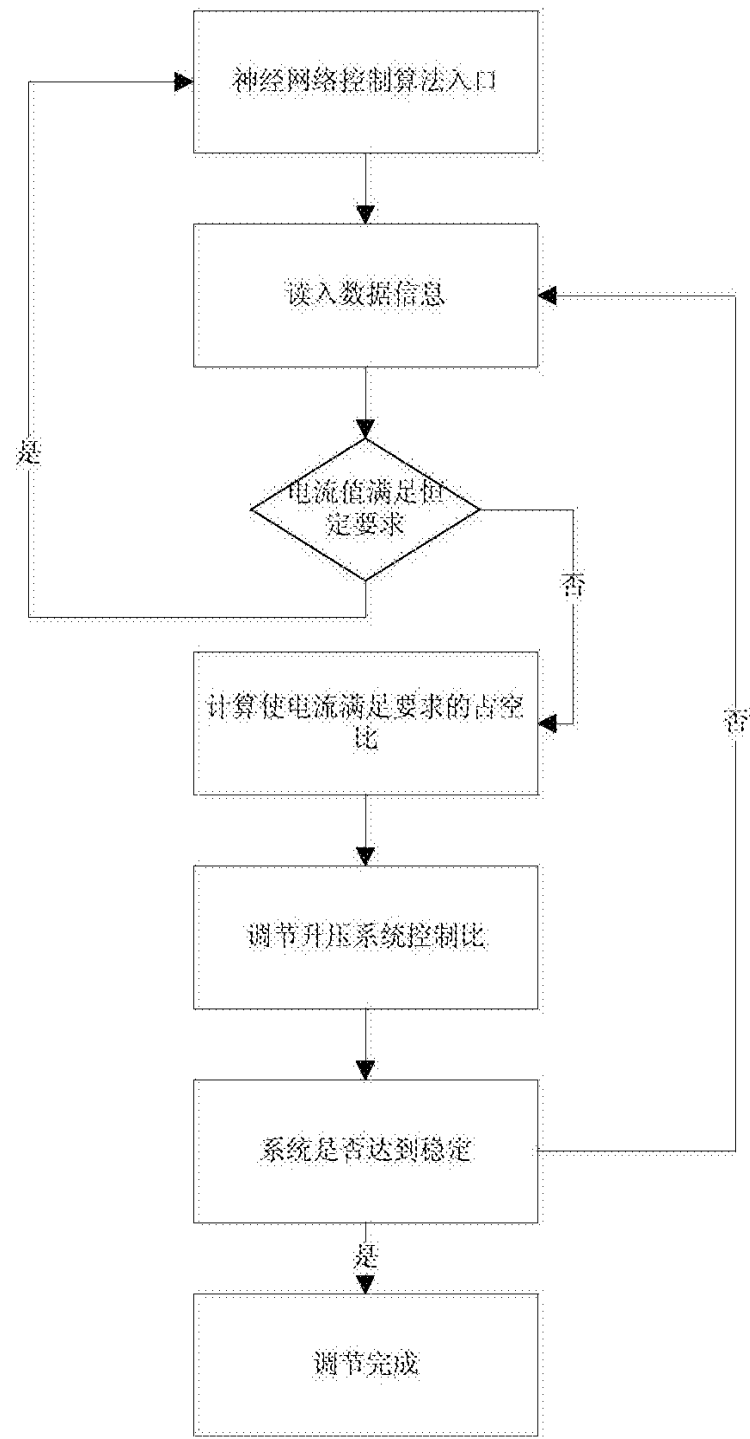 神经网络控制算法入口
读入数据信息
是
电流值满足恒
定要求
否
计算使电流满足要求的占空
比
否
调节升压系统控制比
系统是否达到稳定
是
调节完成